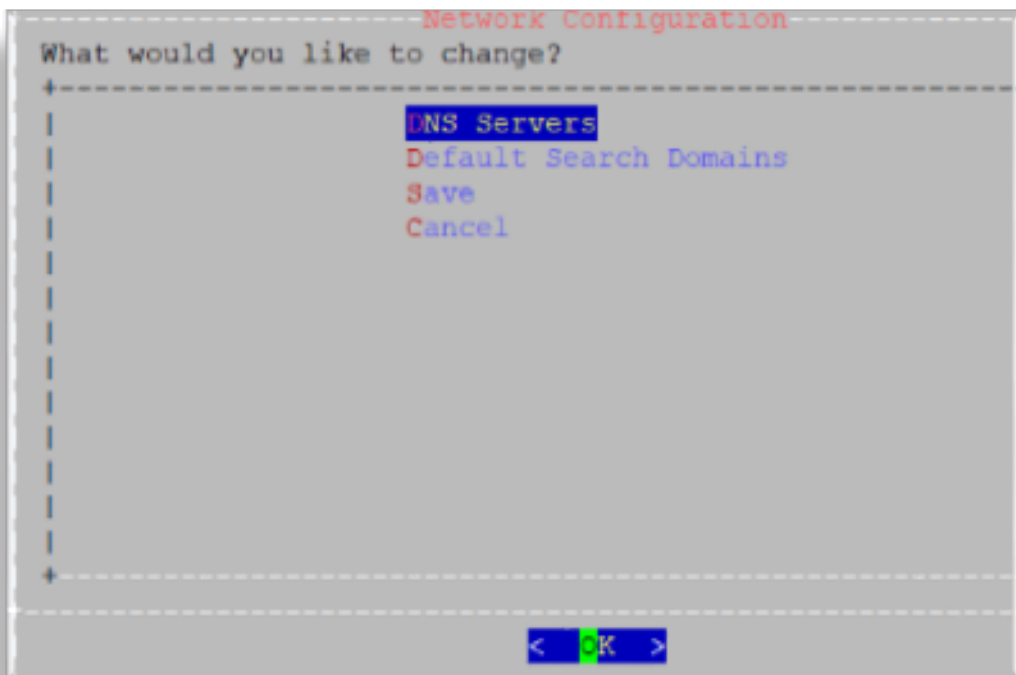 Network Configuration
What would you like to change?
DNS Servers
Default Search Domains
Save
Cancel
< OK >